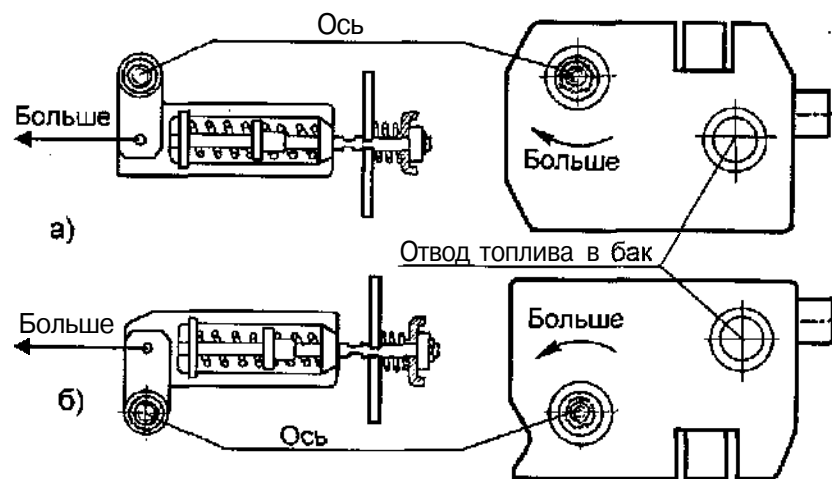 Ось
Больше
Больше
а)
Отвод топлива в бак
Больше
Больше
б)
Ось